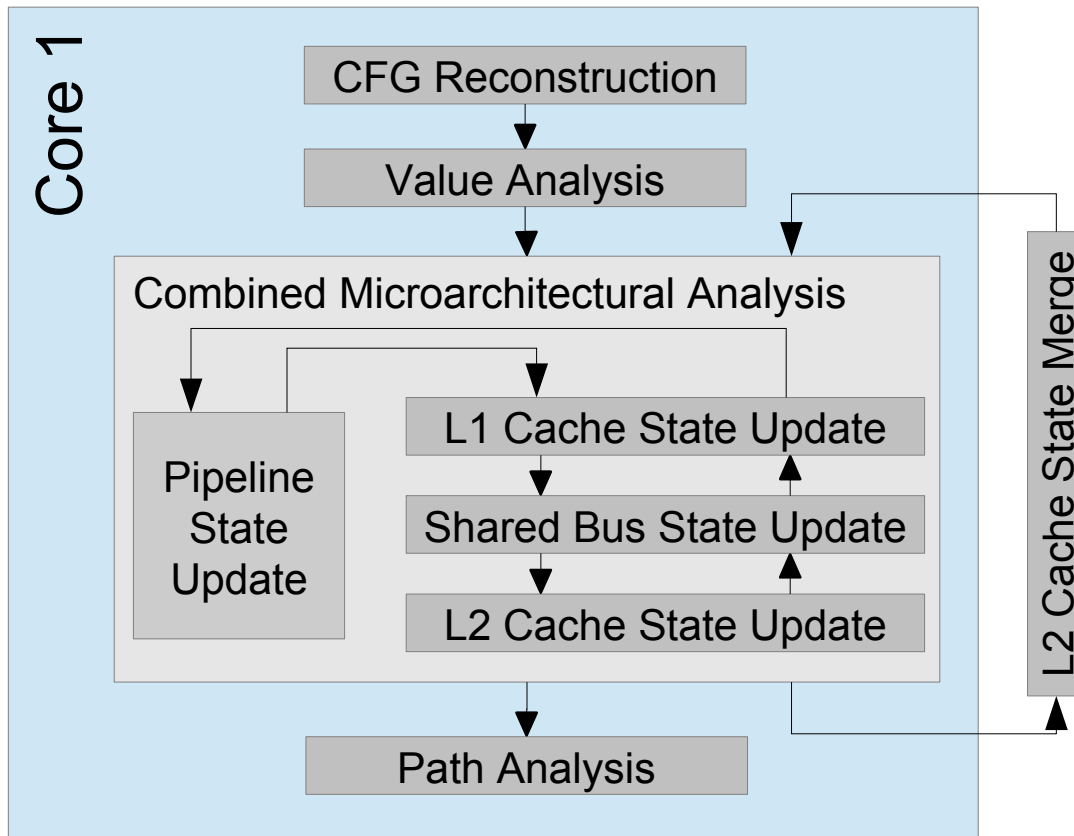 Core 1
CFG Reconstruction
Value Analysis
Combined Microarchitectural Analysis
L1 Cache State Update
Pipeline
State
Update
Shared Bus State Update
L2 Cache State Update
L2 Cache State Merge
Path Analysis